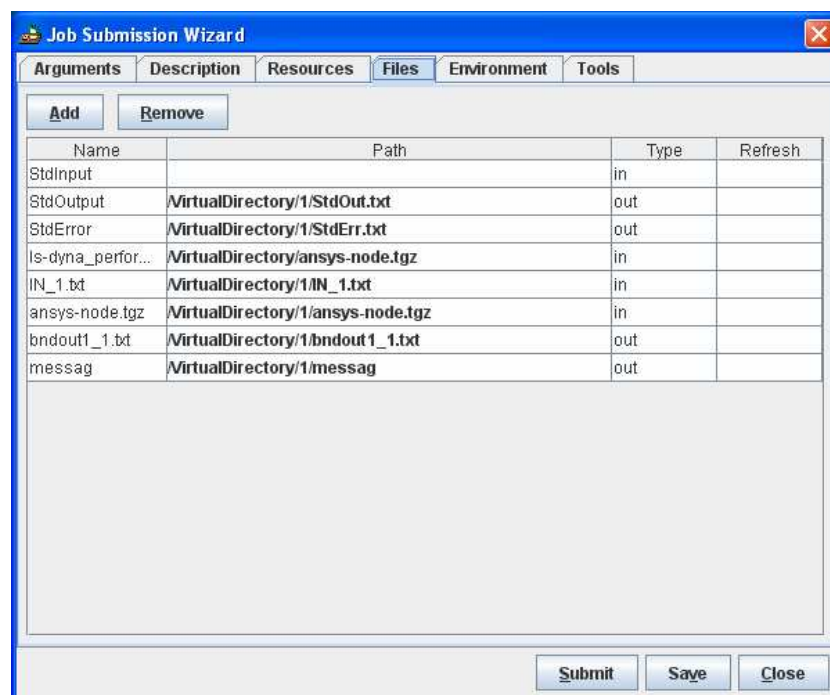 Job Submission Wizard
Arguments Description Resources Files Environment Tools
Add Remove
Name Path Type Refresh
StdInput in
StdOutput /VirtualDirectory/1/StdOut.txt out
StdError /VirtualDirectory/1/StdErr.txt out
ls-dyna_perfor... /VirtualDirectory/ansys-node.tgz in
IN_1.txt /VirtualDirectory/1/IN_1.txt in
ansys-node.tgz /VirtualDirectory/1/ansys-node.tgz in
bndout1_1.txt /VirtualDirectory/1/bndout1_1.txt out
messag /VirtualDirectory/1/messag out
Submit Save Close